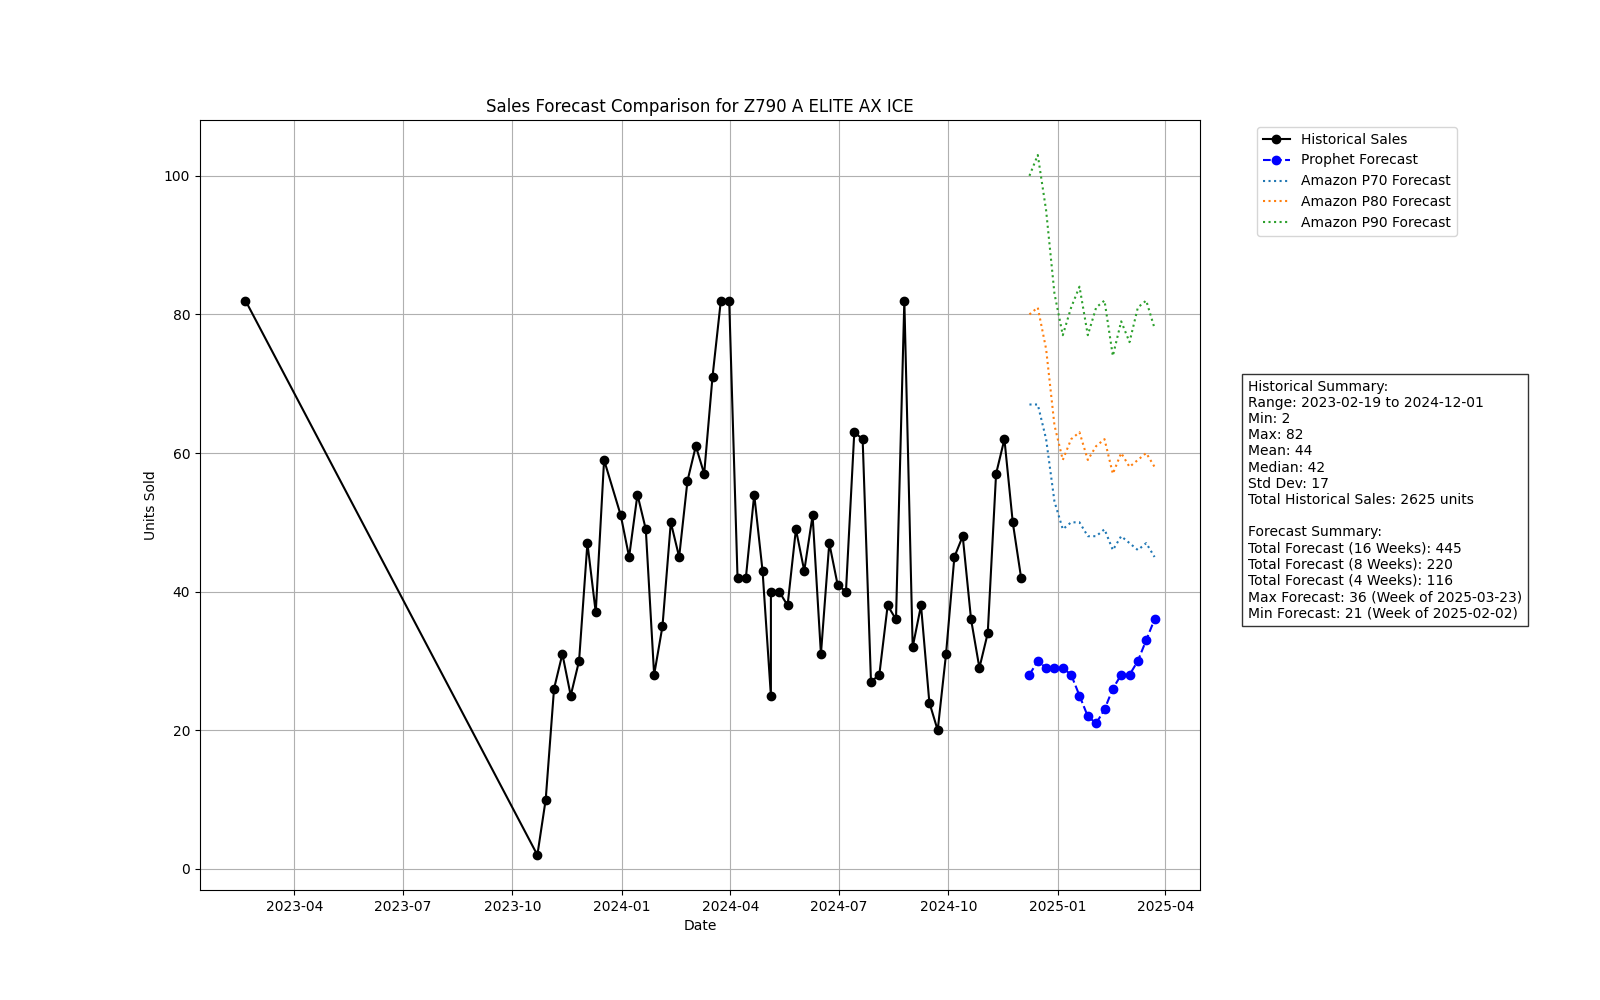 Sales Forecast Comparison for Z790 A ELITE AX ICE
Historical Sales
Prophet Forecast
Amazon P70 Forecast
Amazon P80 Forecast
Amazon P90 Forecast
100
80
60
40
20
0
Units Sold
2023-04
2023-07
2023-10
2024-01
2024-04
2024-07
2024-10
2025-01
2025-04
Date
Historical Summary:
Range: 2023-02-19 to 2024-12-01
Min: 2
Max: 82
Mean: 44
Median: 42
Std Dev: 17
Total Historical Sales: 2625 units
Forecast Summary:
Total Forecast (16 Weeks): 445
Total Forecast (8 Weeks): 220
Total Forecast (4 Weeks): 116
Max Forecast: 36 (Week of 2025-03-23)
Min Forecast: 21 (Week of 2025-02-02)